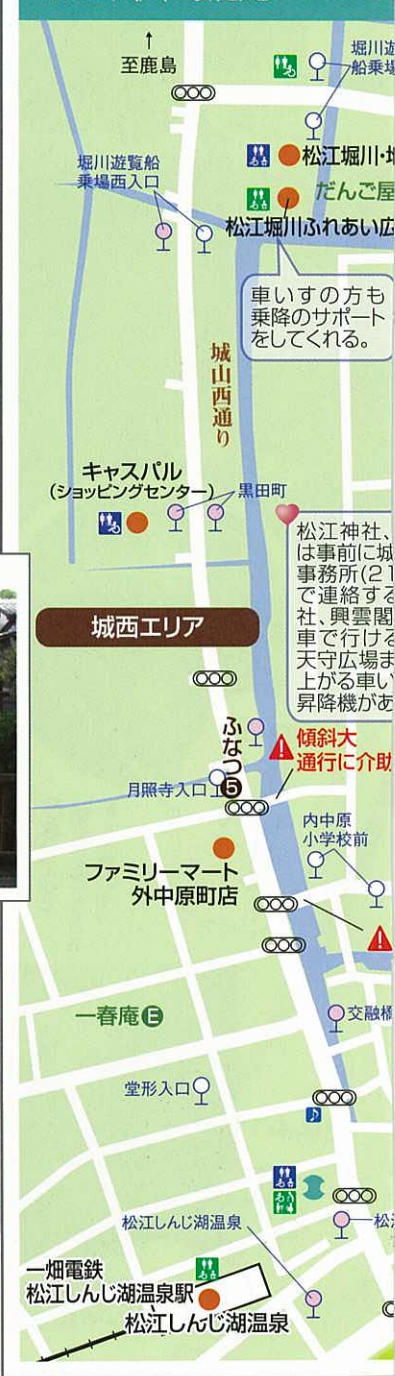 ↑
至鹿島
堀川遊
船乗場
松江堀川・地
だんご屋
堀川遊覧船
乗場西入口
松江堀川ふれあい広
車いすの方も
乗降のサポート
をしてくれる。
城山西通り
キャスパル
(ショッピングセンター)
黒田町
松江神社、
は事前に城
事務所(21
で連絡する
社、興雲閣
車で行ける
天守広場ま
上がる車い
昇降機があ
城西エリア
ふなつ5
傾斜大
通行に介助
月照寺入口
内中原
小学校前
ファミリーマート
外中原町店
一春庵E
交融橋
堂形入口
♪
松江しんじ湖温泉
松江
一畑電鉄
松江しんじ湖温泉駅
松江しんじ湖温泉